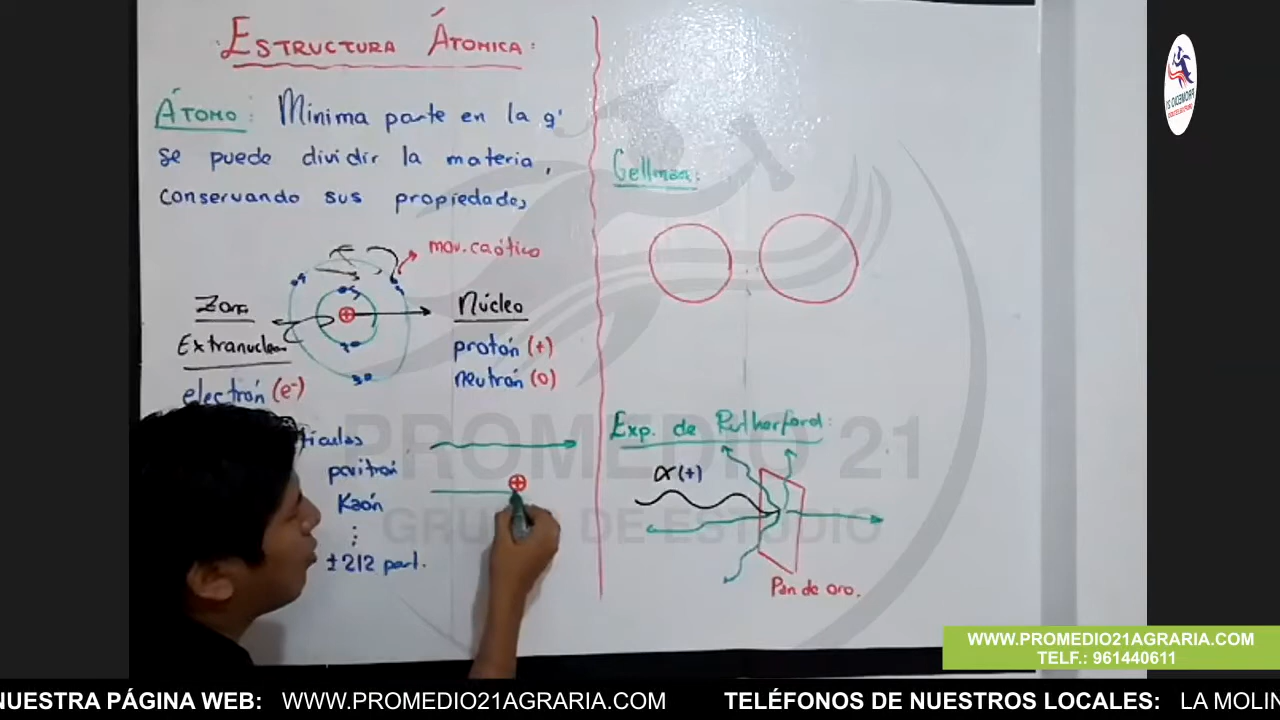 ESTRUCTURA ÁTOMICA:
ÁTOMO: Mínima parte en la q'
se puede dividir la materia,
conservando sus propiedades
mov. caótico
Zona
Extranuclear
electrón (e-)
Núcleo
protón (+)
neutrón (0)
tículas
positrón
Kaón
:
±212 part.
Gellman:
Exp. de Rutherford:
α(+)
Pan de oro.
PROMEDIO 21
GRUPO DE ESTUDIO
PROMEDIO 21
WWW.PROMEDIO21AGRARIA.COM
TELF.: 961440611
NUESTRA PÁGINA WEB: WWW.PROMEDIO21AGRARIA.COM TELÉFONOS DE NUESTROS LOCALES: LA MOLIN